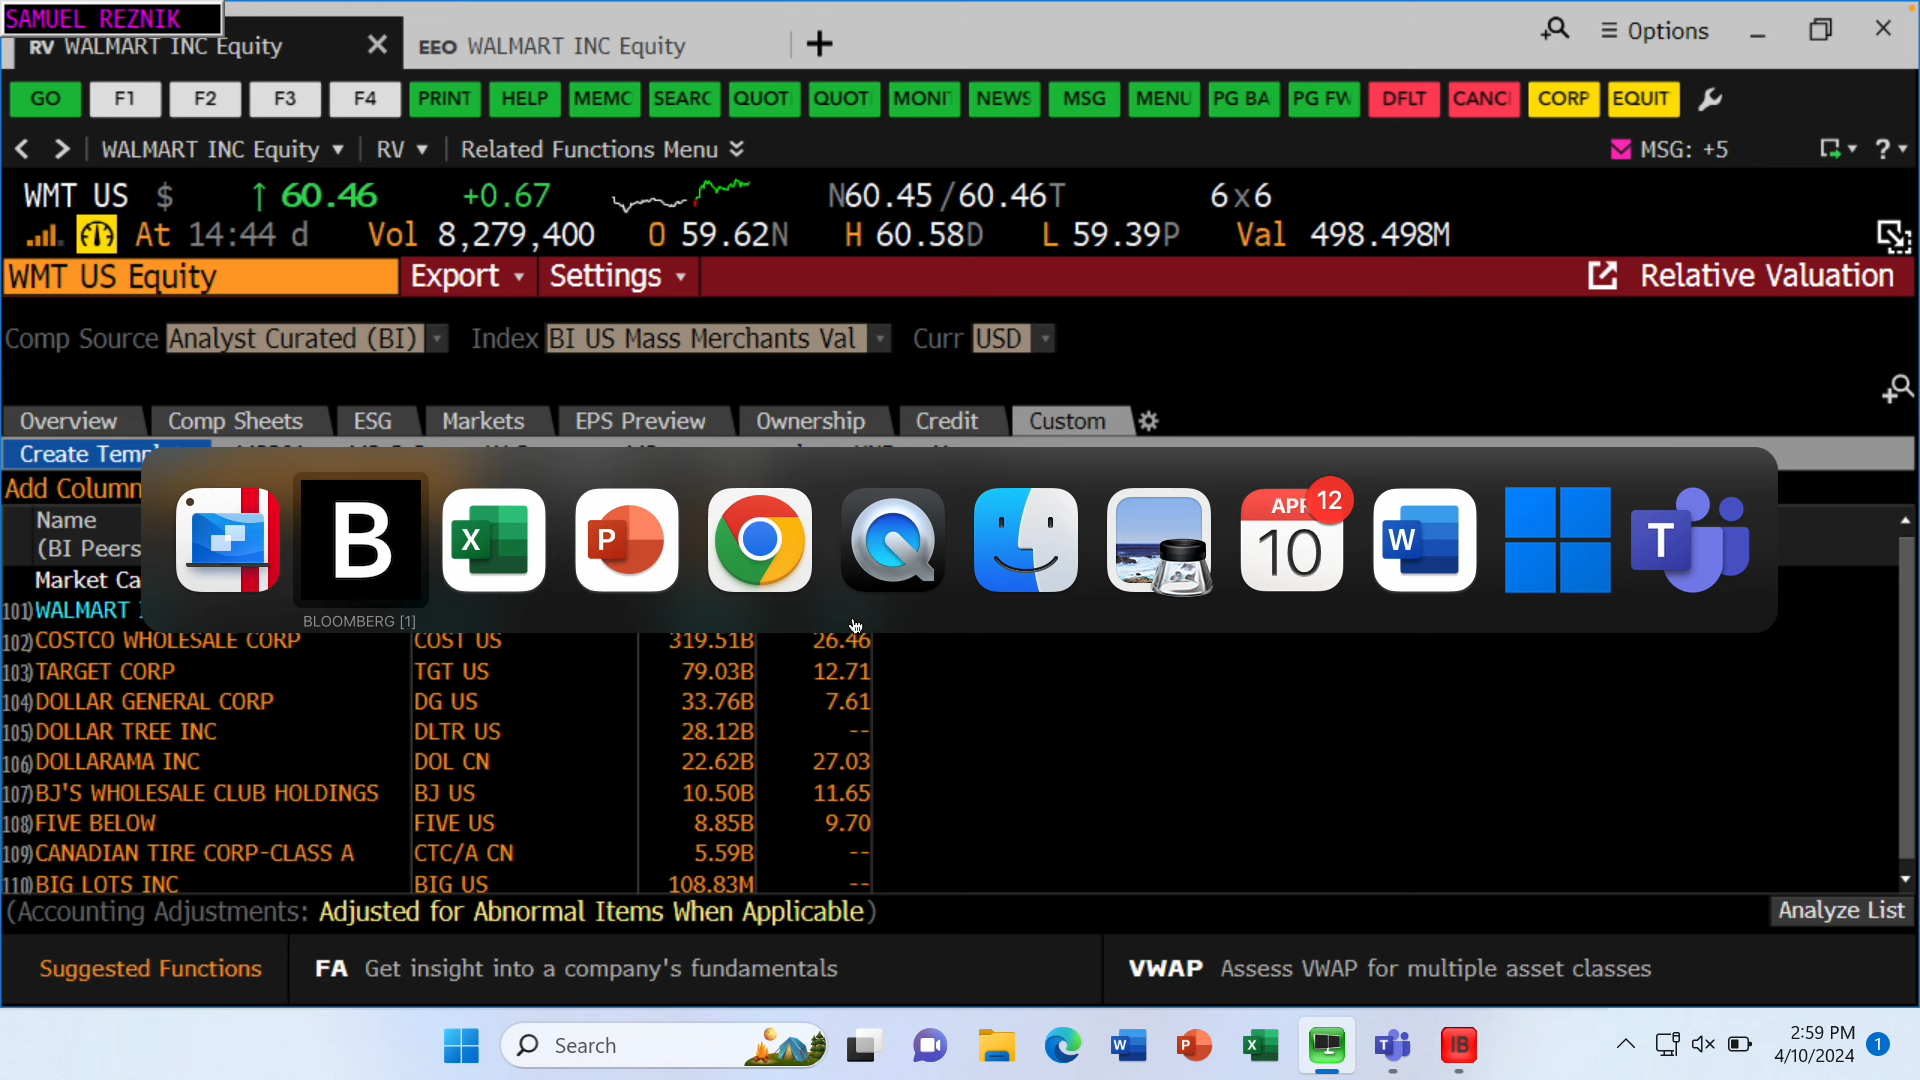 SAMUEL REZNIK
RV WALMART INC Equity
EEO WALMART INC Equity
Options
GO F1 F2 F3 F4 PRINT HELP MEMC SEARC QUOT QUOT MONI NEWS MSG MENU PG BA PG FW DFLT CANC CORP EQUIT
WALMART INC Equity RV Related Functions Menu MSG: +5 ?
WMT US $ ↑ 60.46 +0.67 N60.45/60.46T 6x6
At 14:44 d Vol 8,279,400 O 59.62N H 60.58D L 59.39P Val 498.498M
WMT US Equity Export Settings Relative Valuation
Comp Source Analyst Curated (BI) Index BI US Mass Merchants Val Curr USD
Overview Comp Sheets ESG Markets EPS Preview Ownership Credit Custom
Create Temp
Add Column
Name
(BI Peers
Market Ca
B
X
P
APR
10
12
W
T
BLOOMBERG [1]
101) WALMART
102) COSTCO WHOLESALE CORP COST US 319.51B 26.46
103) TARGET CORP TGT US 79.03B 12.71
104) DOLLAR GENERAL CORP DG US 33.76B 7.61
105) DOLLAR TREE INC DLTR US 28.12B --
106) DOLLARAMA INC DOL CN 22.62B 27.03
107) BJ'S WHOLESALE CLUB HOLDINGS BJ US 10.50B 11.65
108) FIVE BELOW FIVE US 8.85B 9.70
109) CANADIAN TIRE CORP-CLASS A CTC/A CN 5.59B --
110) BIG LOTS INC BIG US 108.83M --
(Accounting Adjustments: Adjusted for Abnormal Items When Applicable) Analyze List
Suggested Functions FA Get insight into a company's fundamentals VWAP Assess VWAP for multiple asset classes
Search
W P X T IB
2:59 PM
4/10/2024
1